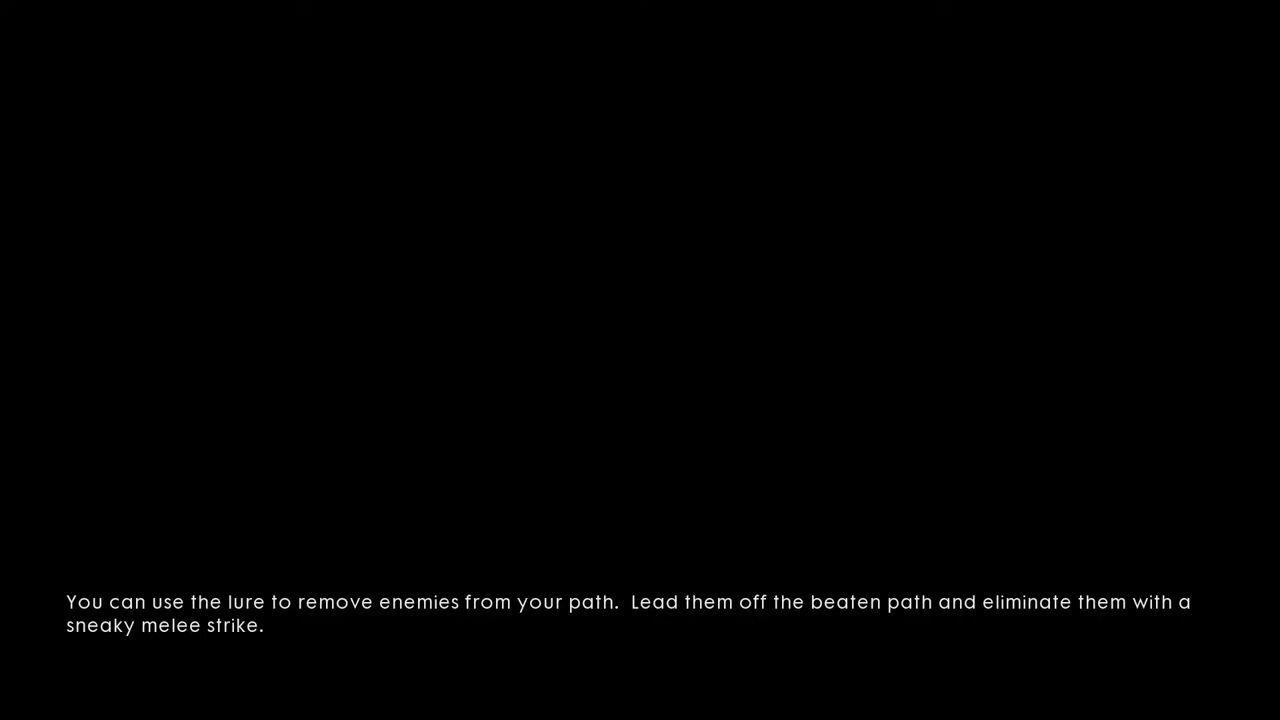 You can use the lure to remove enemies from your path.  Lead them off the beaten path and eliminate them with a
sneaky melee strike.